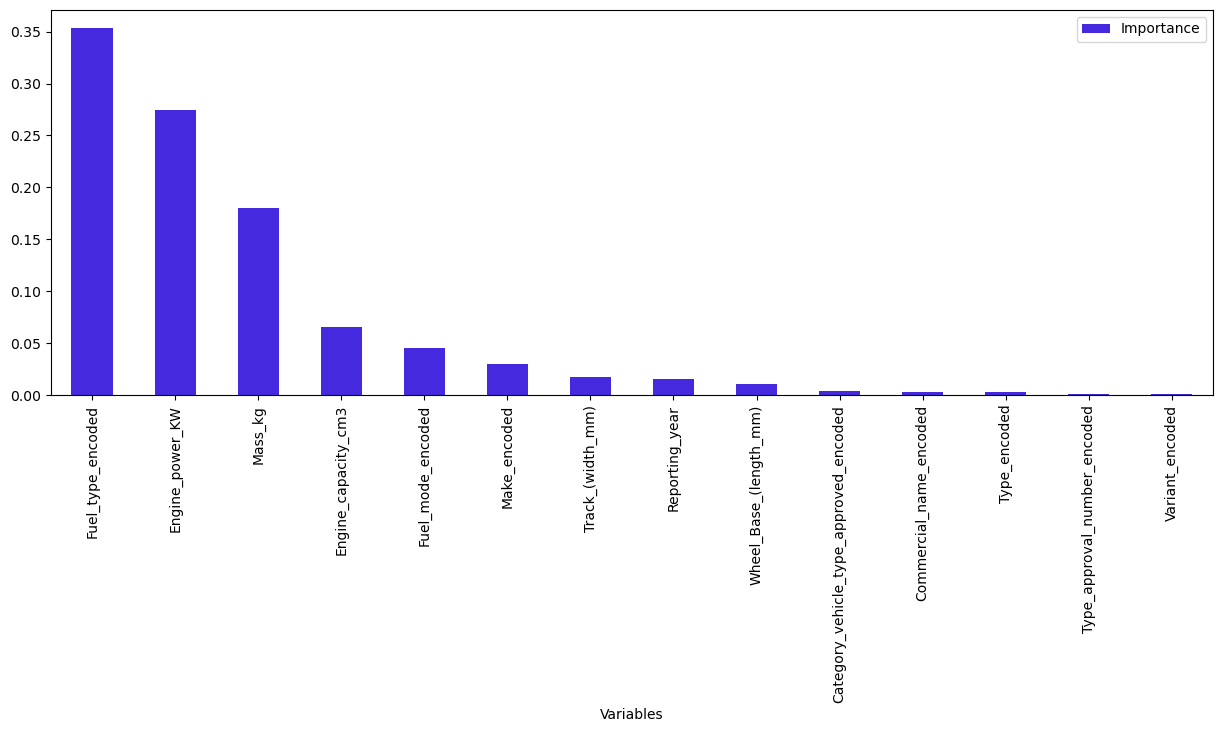 Importance
0.35
0.30
0.25
0.20
0.15
0.10
0.05
0.00
Fuel_type_encoded
Engine_power_KW
Mass_kg
Engine_capacity_cm3
Fuel_mode_encoded
Make_encoded
Track_(width_mm)
Reporting_year
Wheel_Base_(length_mm)
Category_vehicle_type_approved_encoded
Commercial_name_encoded
Type_encoded
Type_approval_number_encoded
Variant_encoded
Variables